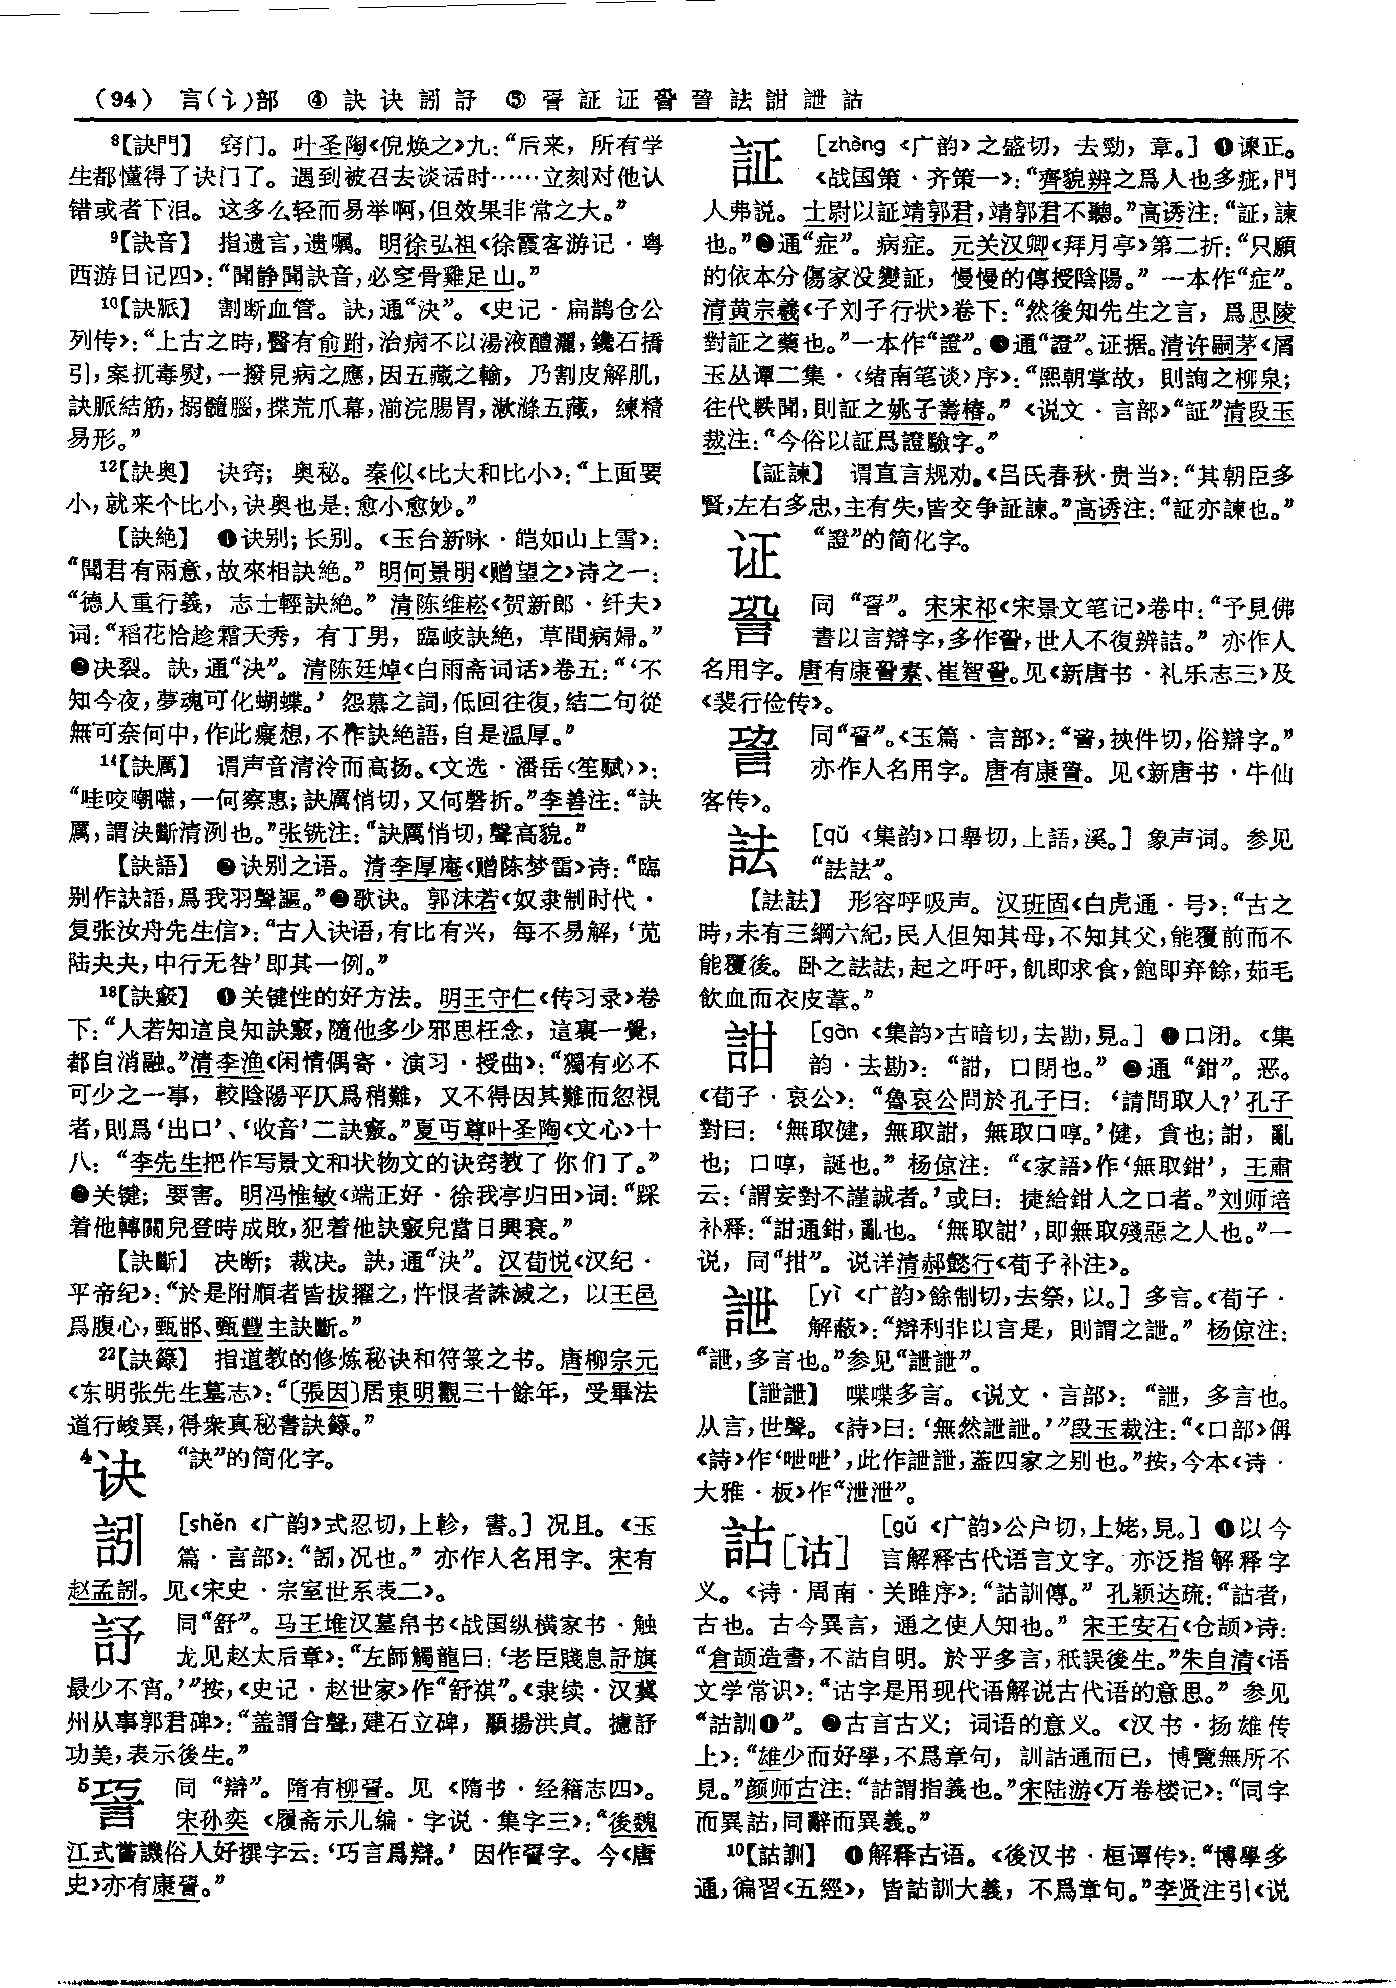 (94) 言(讠)部 ④ 訣诀訠訏 ⑤ 証证詓詌詍詁
⁸【訣門】 窍门。叶圣陶《倪焕之》九:“后来，所有学
生都懂得了诀门了。遇到被召去谈话时……立刻对他认
错或者下泪。这多么轻而易举啊,但效果非常之大。”
⁹【訣音】 指遗言,遗嘱。明徐弘祖《徐霞客游记·粤
西游日记四》:“聞静聞訣音,必窆骨雞足山。”
¹⁰【訣脈】 割断血管。訣,通“決”。《史记·扁鹊仓公
列传》:“上古之時,醫有俞跗,治病不以湯液醴灑,鑱石撟
引,案扤毒熨,一撥見病之應,因五藏之輸，乃割皮解肌,
訣脈結筋,搦髓腦,揲荒爪幕,湔浣腸胃,漱滌五藏，練精
易形。”
¹²【訣奥】 诀窍；奥秘。秦似《比大和比小》:“上面要
小,就来个比小,诀奥也是:愈小愈妙。”
【訣絶】 ❶诀别;长别。《玉台新咏·皑如山上雪》:
“聞君有兩意,故來相訣絶。”明何景明《赠望之》诗之一:
“德人重行義，志士輕訣絶。”清陈维崧《贺新郎·纤夫》
词:“稻花恰趁霜天秀，有丁男，臨岐訣絶，草間病婦。”
❷决裂。訣,通“決”。清陈廷焯《白雨斋词话》卷五:“‘不
知今夜,夢魂可化蝴蝶。’怨慕之詞,低回往復,結二句從
無可奈何中,作此癡想,不作訣絶語,自是温厚。”
¹⁴【訣厲】 谓声音清泠而高扬。《文选·潘岳〈笙赋〉》:
“哇咬嘲㗫,一何察惠;訣厲悄切,又何磬折。”李善注:“訣
厲,謂決斷清洌也。”张铣注:“訣厲悄切,聲高貌。”
【訣語】 ❶诀别之语。清李厚庵《赠陈梦雷》诗:“臨
别作訣語,爲我羽聲謳。”❷歌诀。郭沫若《奴隶制时代·
复张汝舟先生信》:“古人诀语,有比有兴，每不易解,‘苋
陆夬夬,中行无咎’即其一例。”
¹⁸【訣竅】 ❶关键性的好方法。明王守仁《传习录》卷
下:“人若知這良知訣竅,隨他多少邪思枉念，這裏一覺,
都自消融。”清李渔《闲情偶寄·演习·授曲》:“獨有必不
可少之一事，較陰陽平仄爲稍難，又不得因其難而忽視
者,則爲‘出口’、‘收音’二訣竅。”夏丏尊叶圣陶《文心》十
八:“李先生把作写景文和状物文的诀窍教了你们了。”
❷关键；要害。明冯惟敏《端正好·徐我亭归田》词:“踩
着他轉關兒登時成敗,犯着他訣竅兒當日興衰。”
【訣斷】 决断；裁决。訣,通“決”。汉荀悦《汉纪·
平帝纪》:“於是附順者皆拔擢之,忤恨者誅滅之，以王邑
爲腹心,甄邯、甄豐主訣斷。”
²³【訣籙】 指道教的修炼秘诀和符箓之书。唐柳宗元
《东明张先生墓志》:“〔張因〕居東明觀三十餘年，受畢法
道行峻異,得衆真秘書訣籙。”
⁴诀 “訣”的简化字。
訠 [shěn 《广韵》式忍切,上軫，書。] 况且。《玉
篇·言部》:“訠,况也。”亦作人名用字。宋有
赵孟訠。见《宋史·宗室世系表二》。
同“舒”。马王堆汉墓帛书《战国纵横家书·触
龙见赵太后章》:“左師觸龍曰:‘老臣賤息𧥳旗
最少不宵。’”按,《史记·赵世家》作“舒祺”。《隶续·汉冀
州从事郭君碑》:“蓋謂合聲,建石立碑，顯揚洪貞。攄𧥳
功美,表示後生。”
⁵ 同“辯”。隋有柳䛒。见《隋书·经籍志四》。
宋孙奕《履斋示儿编·字说·集字三》:“後魏
江式嘗譏俗人好撰字云:‘巧言爲辯。’因作䛒字。今《唐
史》亦有康䛒。”
証 [zhèng 《广韵》之盛切，去勁，章。] ❶谏正。
《战国策·齐策一》:“齊貌辨之爲人也多疵,門
人弗説。士尉以証靖郭君,靖郭君不聽。”高诱注:“証,諫
也。”❷通“症”。病症。元关汉卿《拜月亭》第二折:“只願
的依本分傷家没變証，慢慢的傳授陰陽。”一本作“症”。
清黄宗羲《子刘子行状》卷下:“然後知先生之言，爲思陵
對証之藥也。”一本作“證”。❸通“證”。证据。清许嗣茅《屑
玉丛谭二集·〈绪南笔谈〉序》:“熙朝掌故，則詢之柳泉；
往代軼聞,則証之姚子壽椿。”《说文·言部》“証”清段玉
裁注:“今俗以証爲證驗字。”
【証諫】 谓直言规劝。《吕氏春秋·贵当》:“其朝臣多
賢,左右多忠,主有失,皆交争証諫。”高诱注:“証亦諫也。”
证 “證”的简化字。
同“䛒”。宋宋祁《宋景文笔记》卷中:“予見佛
書以言辯字,多作,世人不復辨詰。”亦作人
名用字。唐有康素、崔智。见《新唐书·礼乐志三》及
《裴行俭传》。
同“䛒”。《玉篇·言部》:“,挾件切,俗辯字。”
亦作人名用字。唐有康。见《新唐书·牛仙
客传》。
詓 [qǔ 《集韵》口舉切,上語,溪。] 象声词。参见
“詓詓”。
【詓詓】 形容呼吸声。汉班固《白虎通·号》:“古之
時,未有三綱六紀,民人但知其母,不知其父,能覆前而不
能覆後。卧之詓詓,起之吁吁,飢即求食,飽即弃餘,茹毛
飲血而衣皮葦。”
詌 [gàn 《集韵》古暗切,去勘,見。] ❶口闭。《集
韵·去勘》：“詌，口閉也。”❷通“鉗”。恶。
《荀子·哀公》：“魯哀公問於孔子曰：‘請問取人?’孔子
對曰：‘無取健，無取詌，無取口啍。’健，貪也;詌，亂
也；口啍，誕也。”杨倞注：“《家語》作‘無取鉗’，王肅
云:‘謂妄對不謹誠者。’或曰：捷給鉗人之口者。”刘师培
补释:“詌通鉗,亂也。‘無取詌’,即無取殘惡之人也。”一
说，同“拑”。说详清郝懿行《荀子补注》。
詍 [yì 《广韵》餘制切,去祭,以。] 多言。《荀子·
解蔽》:“辯利非以言是，則謂之詍。”杨倞注:
“詍,多言也。”参见“詍詍”。
【詍詍】 喋喋多言。《说文·言部》：“詍，多言也。
从言,世聲。《詩》曰:‘無然詍詍。’”段玉裁注:“《口部》偁
《詩》作‘呭呭’,此作詍詍,蓋四家之别也。”按,今本《诗·
大雅·板》作“泄泄”。
詁[诂] [gǔ 《广韵》公户切,上姥,見。] ❶以今
言解释古代语言文字。亦泛指解释字
义。《诗·周南·关雎序》:“詁訓傳。”孔颖达疏:“詁者,
古也。古今異言，通之使人知也。”宋王安石《仓颉》诗:
“倉頡造書,不詁自明。於乎多言,祇誤後生。”朱自清《语
文学常识》:“诂字是用现代语解说古代语的意思。”参见
“詁訓❶”。❷古言古义；词语的意义。《汉书·扬雄传
上》:“雄少而好學,不爲章句，訓詁通而已，博覽無所不
見。”颜师古注:“詁謂指義也。”宋陆游《万卷楼记》:“同字
而異詁,同辭而異義。”
¹⁰【詁訓】 ❶解释古语。《後汉书·桓谭传》:“博學多
通,徧習《五經》，皆詁訓大義，不爲章句。”李贤注引《说